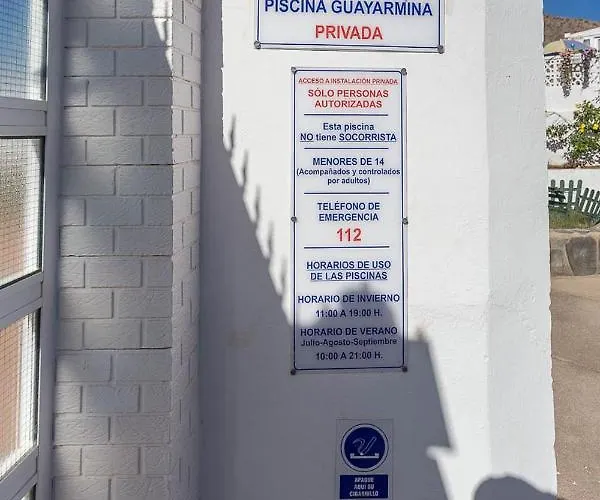 PISCINA GUAYARMINA
PRIVADA
ACCESO A INSTALACIÓN PRIVADA
SÓLO PERSONAS
AUTORIZADAS
Esta piscina
NO tiene SOCORRISTA
MENORES DE 14
(Acompañados y controlados
por adultos)
TELÉFONO DE
EMERGENCIA
112
HORARIOS DE USO
DE LAS PISCINAS
HORARIO DE INVIERNO
11:00 A 19:00 H.
HORARIO DE VERANO
Julio-Agosto-Septiembre
10:00 A 21:00 H.
APAGUE
AQUI SU
CIGARRILLO